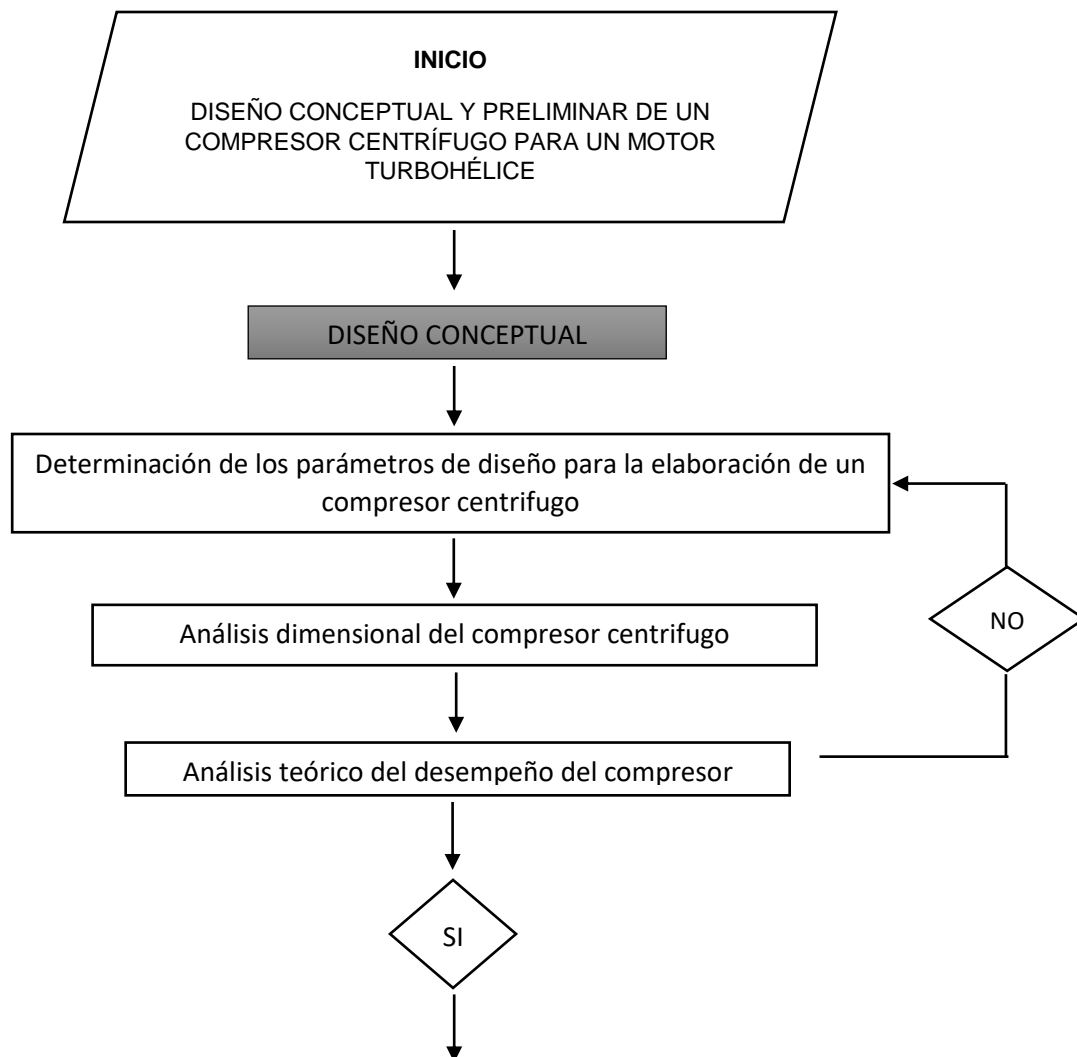 INICIO
DISEÑO CONCEPTUAL Y PRELIMINAR DE UN
COMPRESOR CENTRÍFUGO PARA UN MOTOR
TURBOHÉLICE
DISEÑO CONCEPTUAL
Determinación de los parámetros de diseño para la elaboración de un
compresor centrifugo
Análisis dimensional del compresor centrifugo
NO
Análisis teórico del desempeño del compresor
SI